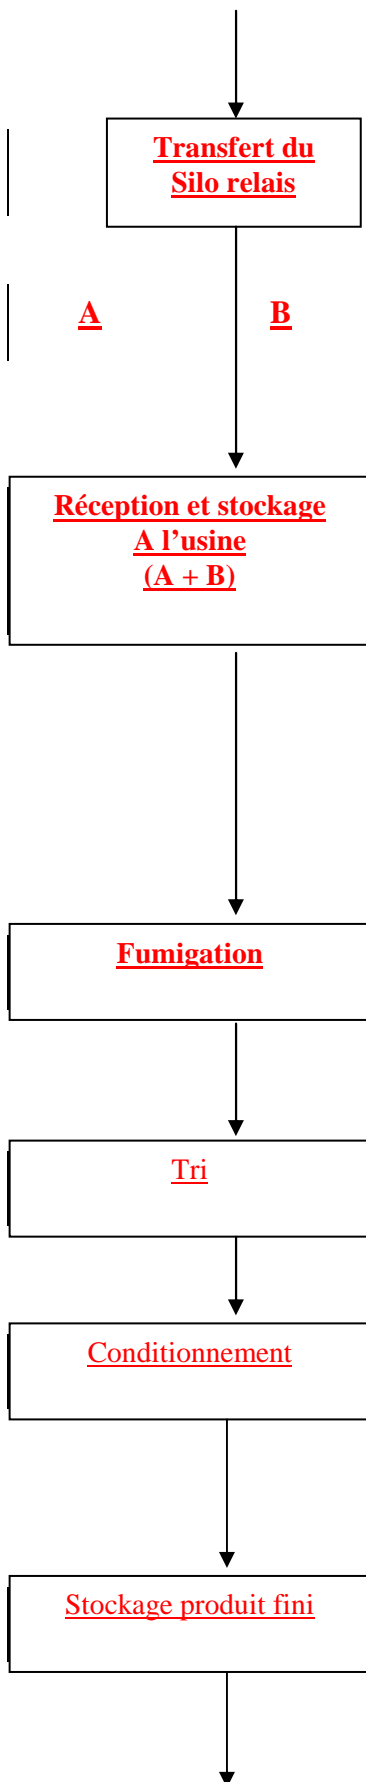 Transfert du
Silo relais
A B
Réception et stockage
A l’usine
(A + B)
Fumigation
Tri
Conditionnement
Stockage produit fini